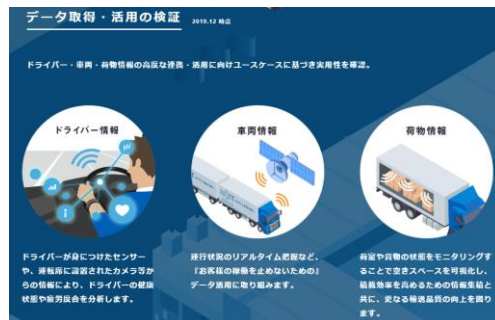 データ取得・活用の検証 2019.12 時点
ドライバー・車両・荷物情報の高度な連携・活用に向けユースケースに基づき実用性を確認。
ドライバー情報
車両情報
荷物情報
ドライバーが身につけたセンサー
や、運転席に設置されたカメラ等か
らの情報により、ドライバーの健康
状態や疲労度合を分析します。
運行状況のリアルタイム把握など、
『お客様の稼働を止めないための』
データ活用に取り組みます。
荷室や貨物の状態をモニタリングす
ることで空きスペースを可視化し、
積載効率を高めるための情報集積と
共に、更なる輸送品質の向上を図り
ます。